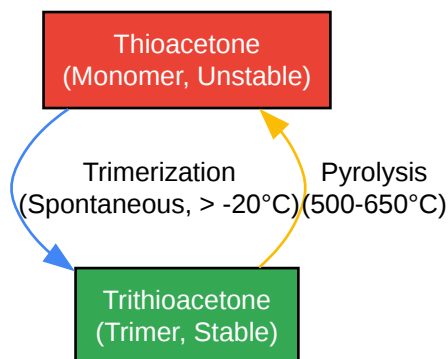 Thioacetone
(Monomer, Unstable)
Trimerization
(Spontaneous, > -20°C)
Pyrolysis
(500-650°C)
Trithioacetone
(Trimer, Stable)